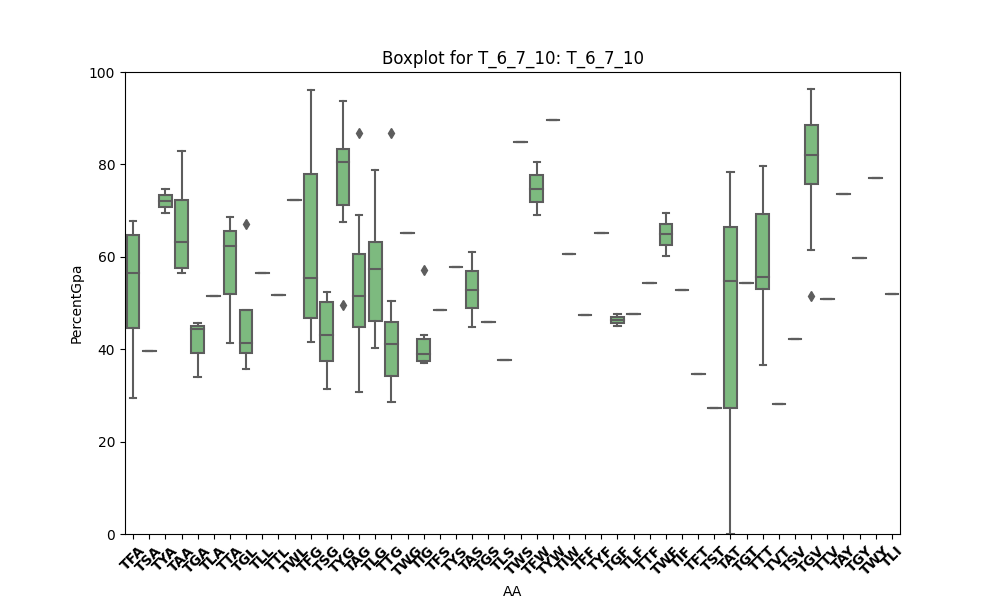 Boxplot for T_6_7_10: T_6_7_10
PercentGpa
100
80
60
40
20
0
TFA
TSA
TYA
TAA
TGA
TLA
TTA
TGL
TLL
TTL
TWL
TFG
TSG
TYG
TAG
TLG
TTG
TWG
TIG
TFS
TYS
TAS
TGS
TLS
TWS
TFW
TYW
TIW
TFF
TYF
TGF
TLF
TTF
TWF
TIF
TFT
TST
TAT
TGT
TTT
TVT
TSV
TGV
TTV
TAY
TGY
TWY
TLI
AA